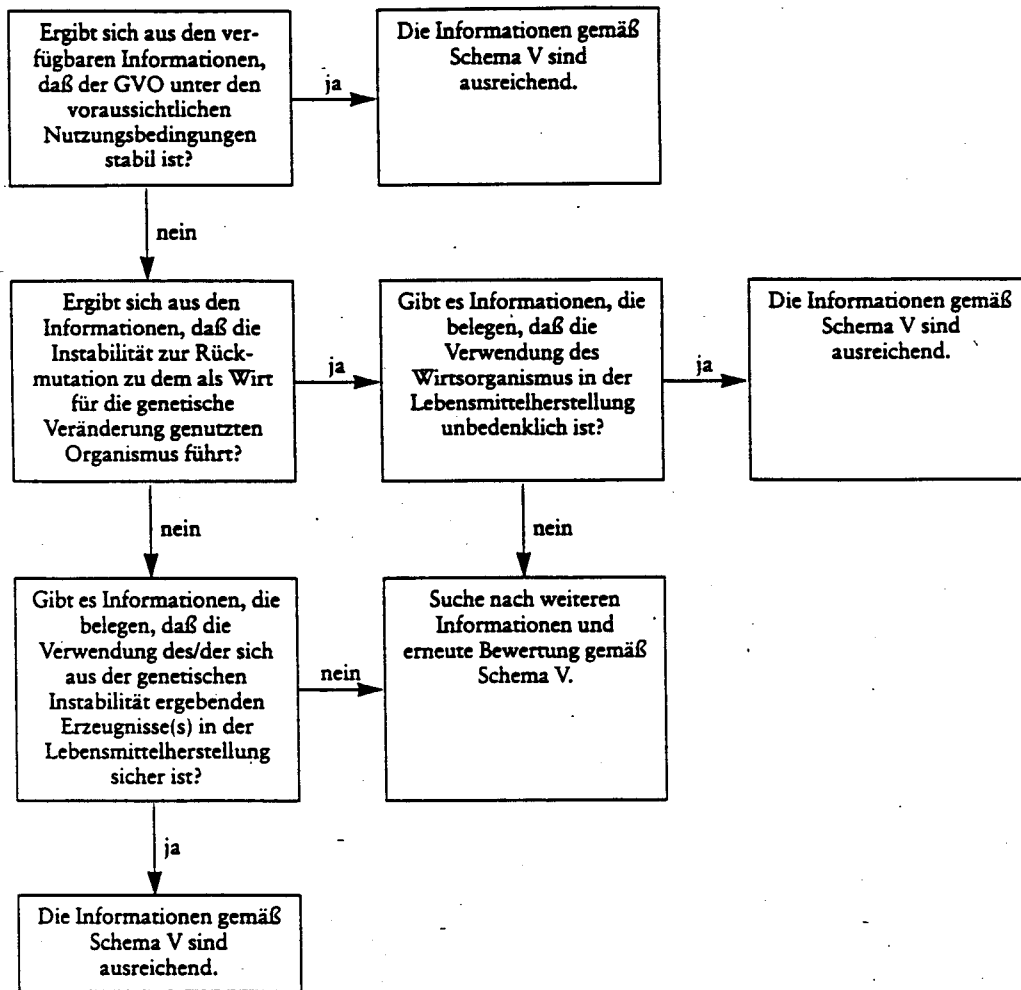 Ergibt sich aus den ver-
fügbaren Informationen,
daß der GVO unter den
voraussichtlichen
Nutzungsbedingungen
stabil ist?
ja
Die Informationen gemäß
Schema V sind
ausreichend.
nein
Ergibt sich aus den
Informationen, daß die
Instabilität zur Rück-
mutation zu dem als Wirt
für die genetische
Veränderung genutzten
Organismus führt?
ja
Gibt es Informationen, die
belegen, daß die
Verwendung des
Wirtsorganismus in der
Lebensmittelherstellung
unbedenklich ist?
ja
Die Informationen gemäß
Schema V sind
ausreichend.
nein
nein
Gibt es Informationen, die
belegen, daß die
Verwendung des/der sich
aus der genetischen
Instabilität ergebenden
Erzeugnisse(s) in der
Lebensmittelherstellung
sicher ist?
nein
Suche nach weiteren
Informationen und
erneute Bewertung gemäß
Schema V.
ja
Die Informationen gemäß
Schema V sind
ausreichend.